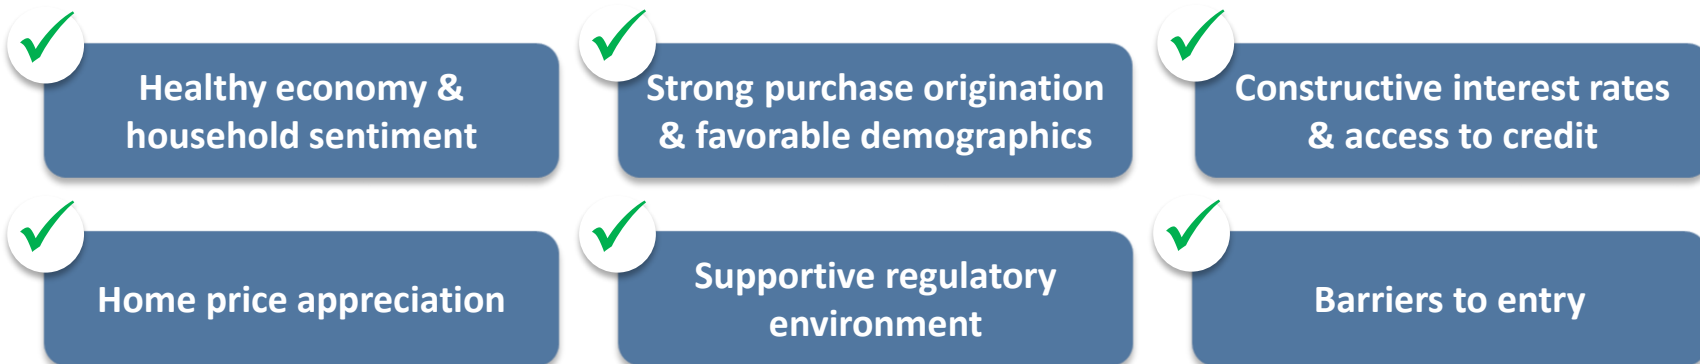 Healthy economy &
household sentiment
Strong purchase origination
& favorable demographics
Constructive interest rates
& access to credit
Home price appreciation
Supportive regulatory
environment
Barriers to entry